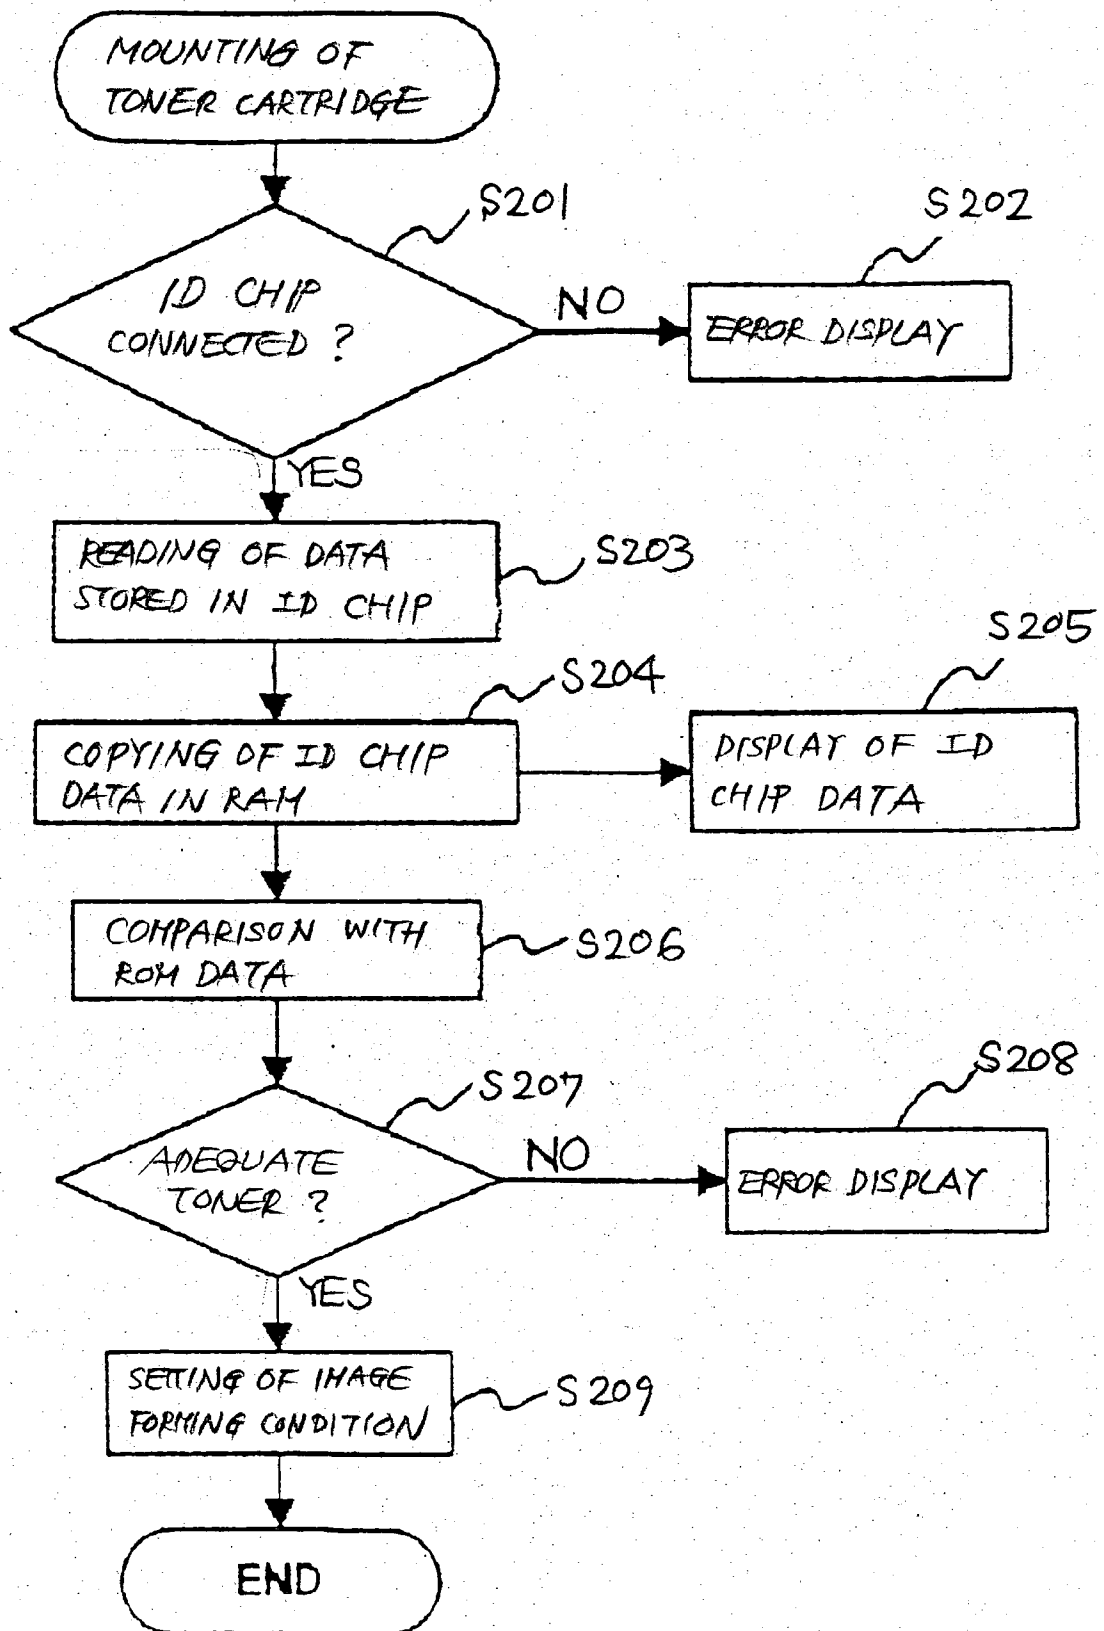 MOUNTING OF
TONER CARTRIDGE
S201
S202
ID CHIP
CONNECTED ?
NO
ERROR DISPLAY
YES
READING OF DATA
STORED IN ID CHIP
S203
S204
S205
COPYING OF ID CHIP
DATA IN RAM
DISPLAY OF ID
CHIP DATA
COMPARISON WITH
ROM DATA
S206
S207
S208
ADEQUATE
TONER ?
NO
ERROR DISPLAY
YES
SETTING OF IMAGE
FORMING CONDITION
S209
END